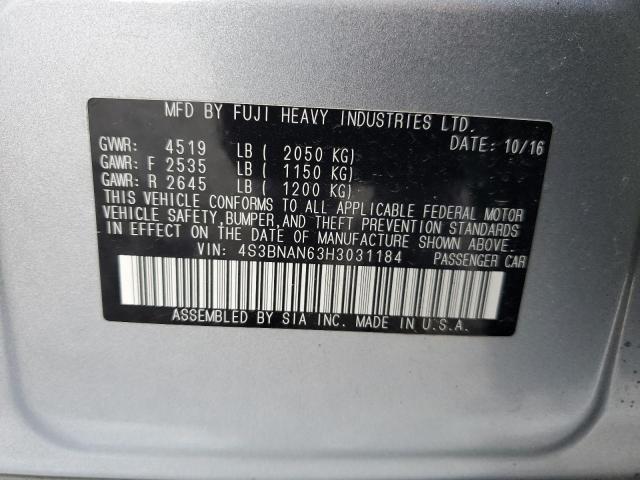 MFD BY FUJI HEAVY INDUSTRIES LTD.
DATE: 10/16
GVWR: 4519 LB ( 2050 KG)
GAWR: F 2535 LB ( 1150 KG)
GAWR: R 2645 LB ( 1200 KG)
THIS VEHICLE CONFORMS TO ALL APPLICABLE FEDERAL MOTOR
VEHICLE SAFETY, BUMPER, AND THEFT PREVENTION STANDARDS
IN EFFECT ON THE DATE OF MANUFACTURE SHOWN ABOVE.
VIN: 4S3BNAN63H3031184 PASSENGER CAR
ASSEMBLED BY SIA INC. MADE IN U.S.A.